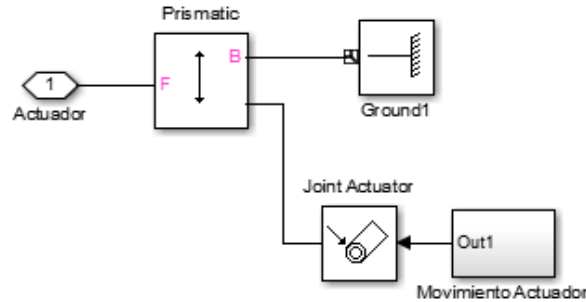 Prismatic
B
F
1
Actuador
Ground1
Joint Actuator
Out1
Movimiento Actuador